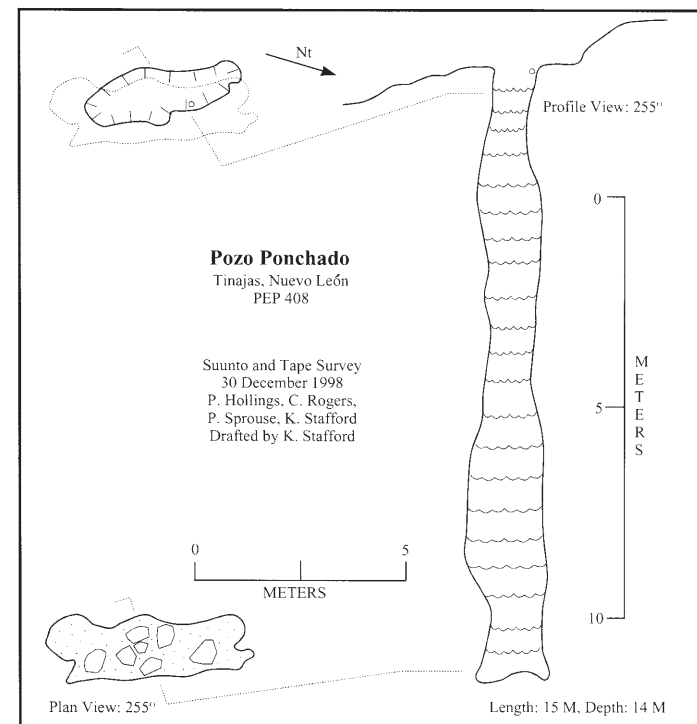 Nt
Profile View: 255°
Pozo Ponchado
Tinajas, Nuevo León
PEP 408
Suunto and Tape Survey
30 December 1998
P. Hollings, C. Rogers,
P. Sprouse, K. Stafford
Drafted by K. Stafford
0
5
METERS
0
5
10
METERS
Plan View: 255°
Length: 15 M, Depth: 14 M